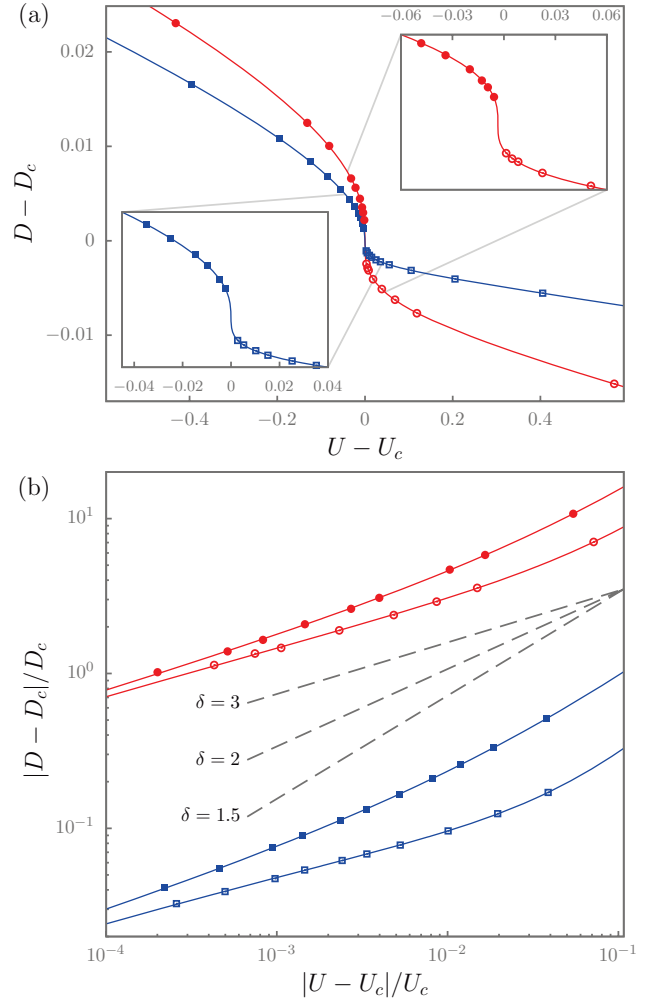 (a)
−0.06 −0.03 0 0.03 0.06
0.02
0.01
0
−0.01
D − D_c
−0.04 −0.02 0 0.02 0.04
−0.4 −0.2 0 0.2 0.4
U − U_c
(b)
10^1
10^0
10^−1
|D − D_c|/D_c
δ = 3
δ = 2
δ = 1.5
10^−4 10^−3 10^−2 10^−1
|U − U_c|/U_c